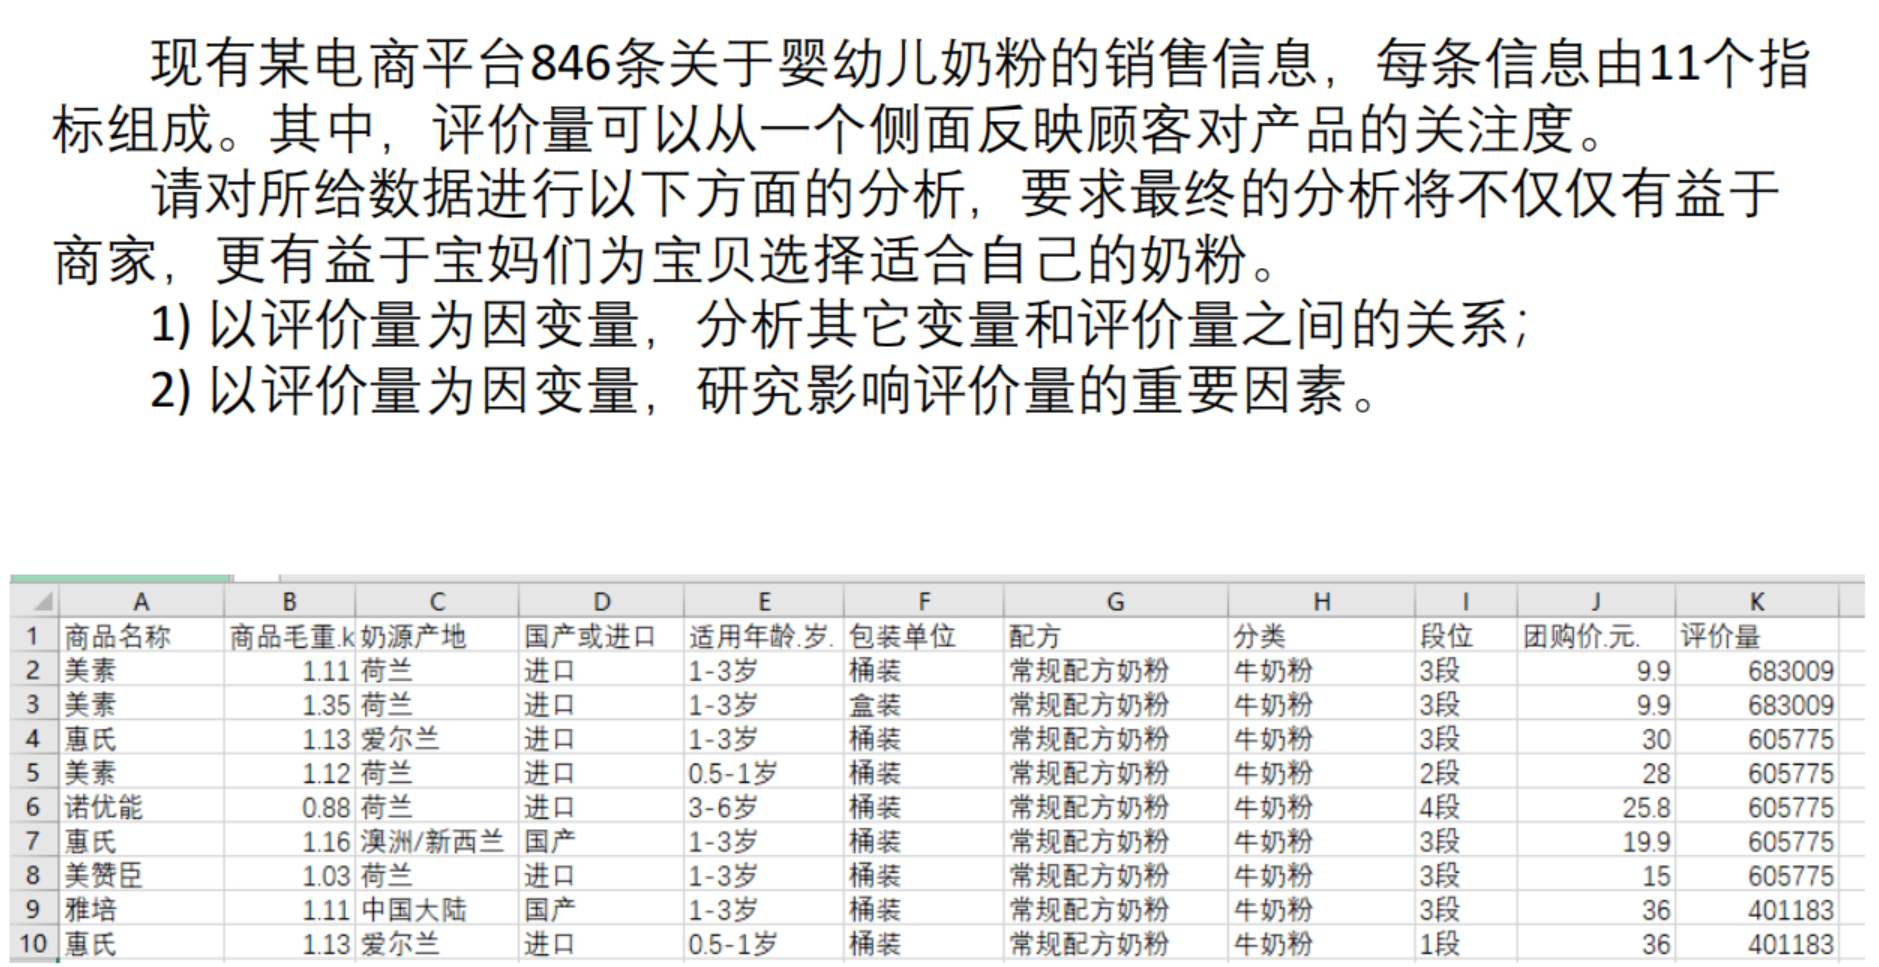 现有某电商平台846条关于婴幼儿奶粉的销售信息，每条信息由11个指
标组成。其中，评价量可以从一个侧面反映顾客对产品的关注度。
请对所给数据进行以下方面的分析，要求最终的分析将不仅仅有益于
商家，更有益于宝妈们为宝贝选择适合自己的奶粉。
1) 以评价量为因变量，分析其它变量和评价量之间的关系；
2) 以评价量为因变量，研究影响评价量的重要因素。
A B C D E F G H I J K
1 商品名称 商品毛重.k 奶源产地 国产或进口 适用年龄.岁. 包装单位 配方 分类 段位 团购价.元. 评价量
2 美素 1.11 荷兰 进口 1-3岁 桶装 常规配方奶粉 牛奶粉 3段 9.9 683009
3 美素 1.35 荷兰 进口 1-3岁 盒装 常规配方奶粉 牛奶粉 3段 9.9 683009
4 惠氏 1.13 爱尔兰 进口 1-3岁 桶装 常规配方奶粉 牛奶粉 3段 30 605775
5 美素 1.12 荷兰 进口 0.5-1岁 桶装 常规配方奶粉 牛奶粉 2段 28 605775
6 诺优能 0.88 荷兰 进口 3-6岁 桶装 常规配方奶粉 牛奶粉 4段 25.8 605775
7 惠氏 1.16 澳洲/新西兰 国产 1-3岁 桶装 常规配方奶粉 牛奶粉 3段 19.9 605775
8 美赞臣 1.03 荷兰 进口 1-3岁 桶装 常规配方奶粉 牛奶粉 3段 15 605775
9 雅培 1.11 中国大陆 国产 1-3岁 桶装 常规配方奶粉 牛奶粉 3段 36 401183
10 惠氏 1.13 爱尔兰 进口 0.5-1岁 桶装 常规配方奶粉 牛奶粉 1段 36 401183